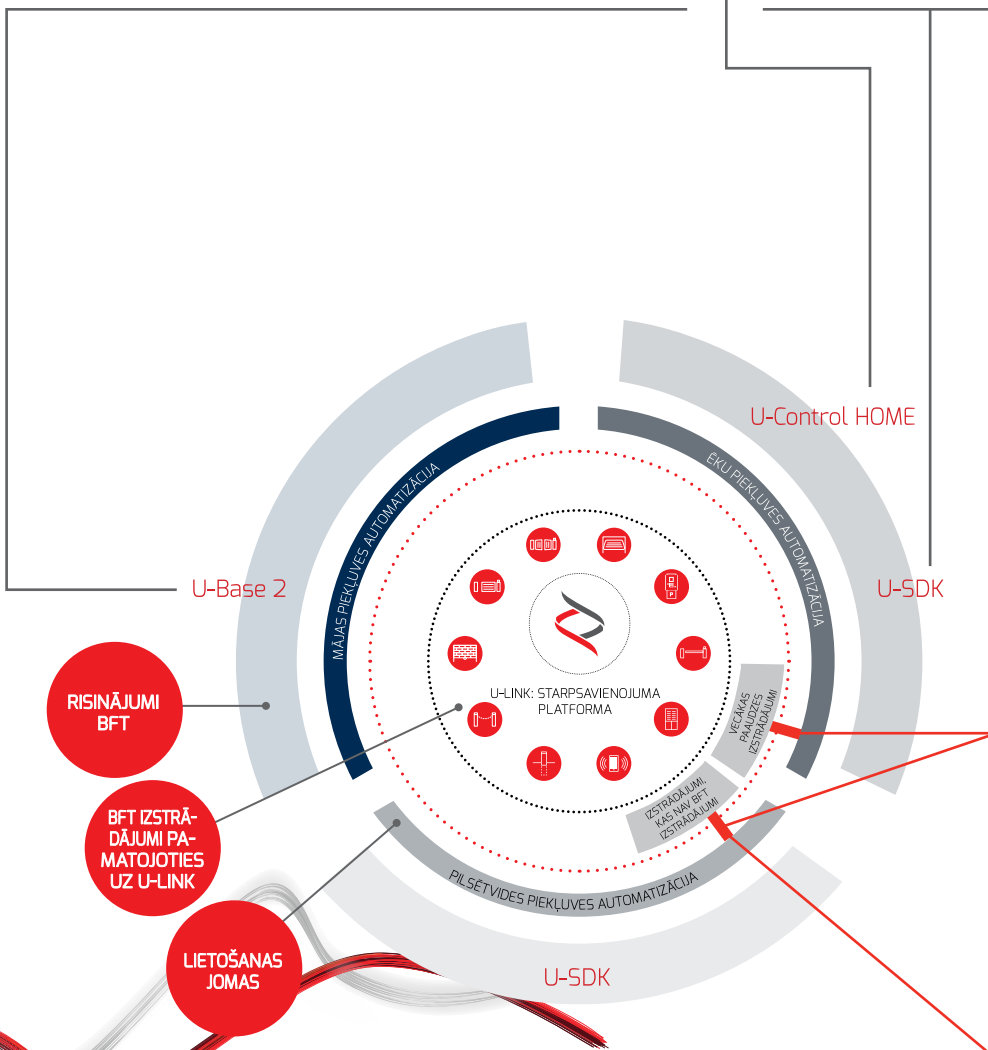 U-Control HOME
ĒKU PIEKĻUVES AUTOMATIZĀCIJA
MĀJAS PIEKĻUVES AUTOMATIZĀCIJA
U-Base 2
U-SDK
P
RISINĀJUMI
BFT
U-LINK: STARPSAVIENOJUMA
PLATFORMA
VECĀKAS
PAAUDZES
IZSTRĀDĀJUMI
IZSTRĀDĀJUMI,
KAS NAV BFT
IZSTRĀDĀJUMI
BFT IZSTRĀ-
DĀJUMI PA-
MATOJOTIES
UZ U-LINK
PILSĒTVIDES PIEKĻUVES AUTOMATIZĀCIJA
LIETOŠANAS
JOMAS
U-SDK